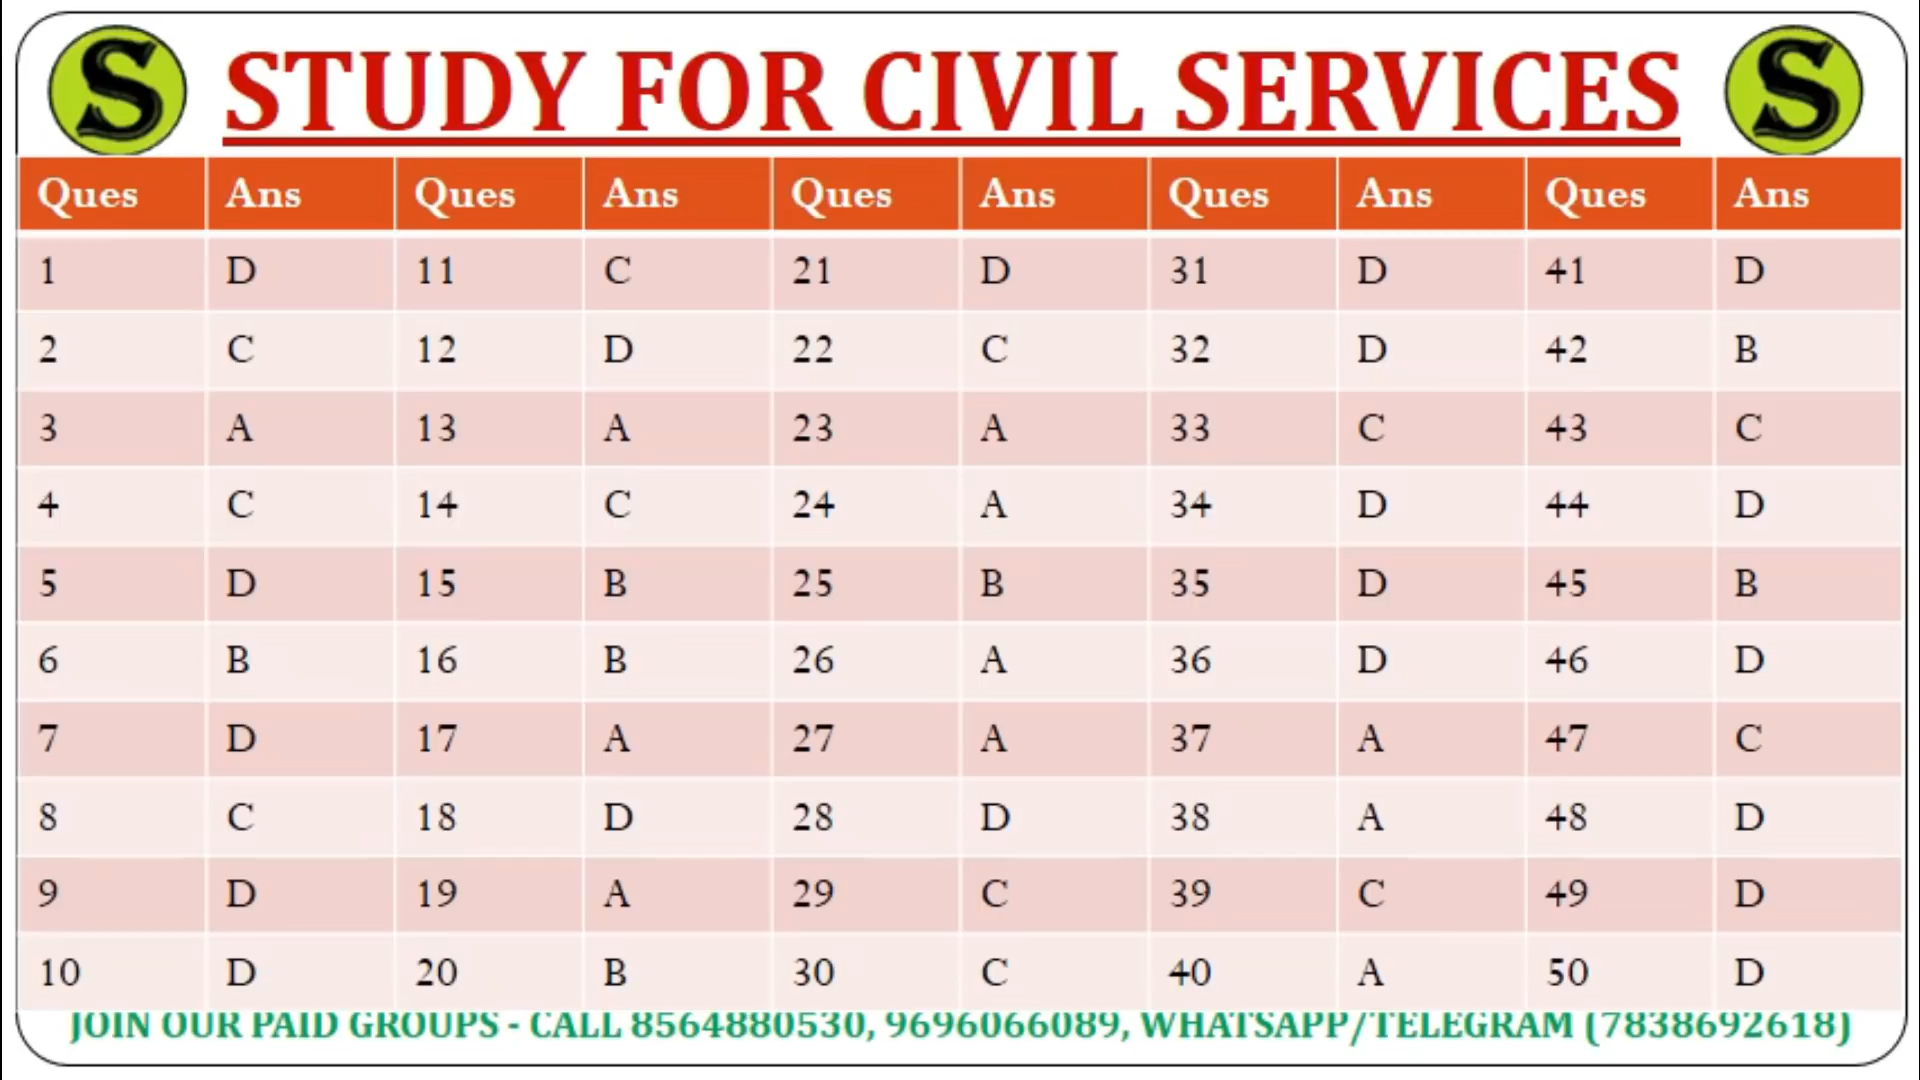 S STUDY FOR CIVIL SERVICES S
Ques Ans Ques Ans Ques Ans Ques Ans Ques Ans
1 D 11 C 21 D 31 D 41 D
2 C 12 D 22 C 32 D 42 B
3 A 13 A 23 A 33 C 43 C
4 C 14 C 24 A 34 D 44 D
5 D 15 B 25 B 35 D 45 B
6 B 16 B 26 A 36 D 46 D
7 D 17 A 27 A 37 A 47 C
8 C 18 D 28 D 38 A 48 D
9 D 19 A 29 C 39 C 49 D
10 D 20 B 30 C 40 A 50 D
JOIN OUR PAID GROUPS - CALL 8564880530, 9696066089, WHATSAPP/TELEGRAM (7838692618)